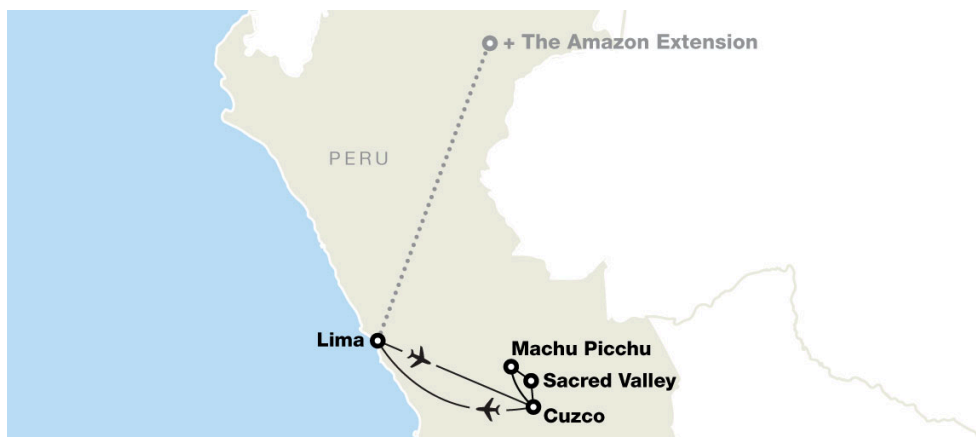 + The Amazon Extension
PERU
Lima
Machu Picchu
Sacred Valley
Cuzco